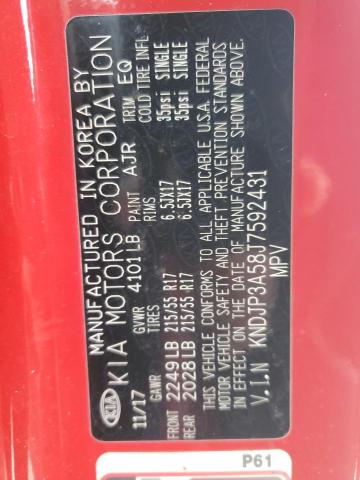 MANUFACTURED IN KOREA BY
KIA KIA MOTORS CORPORATION
11/17 GVWR 4101 LB PAINT AJR TRIM EQ
GAWR TIRES RIMS COLD TIRE INFL
FRONT 2249LB 215/55 R17 6.5JX17 35psi SINGLE
REAR 2028LB 215/55 R17 6.5JX17 35psi SINGLE
THIS VEHICLE CONFORMS TO ALL APPLICABLE U.S.A. FEDERAL
MOTOR VEHICLE SAFETY AND THEFT PREVENTION STANDARDS
IN EFFECT ON THE DATE OF MANUFACTURE SHOWN ABOVE.
V.I.N KNDJP3A58J7592431
MPV
P61